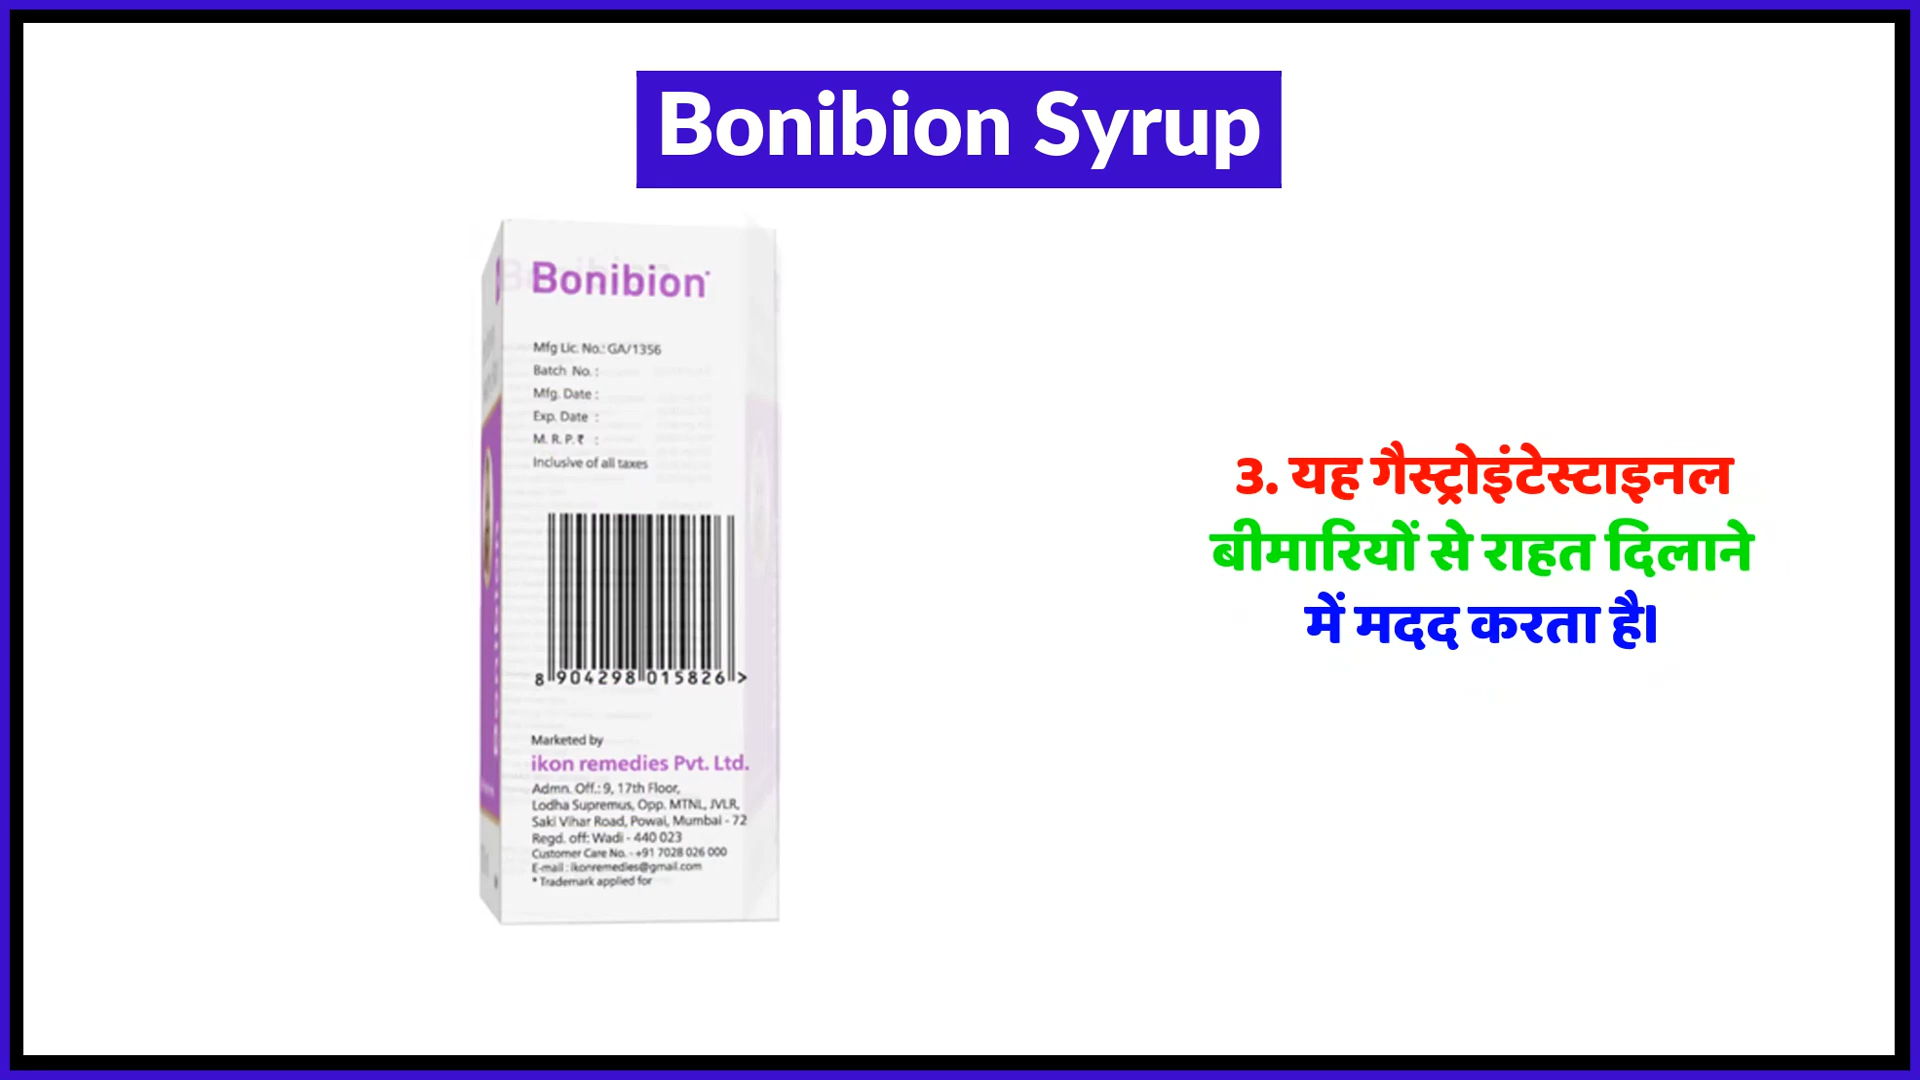 Bonibion Syrup
Bonibion*
Mfg Lic. No.: GA/1356
Batch No. :
Mfg. Date :
Exp. Date :
M. R. P. ₹ :
Inclusive of all taxes
8 904298 015826 >
Marketed by
ikon remedies Pvt. Ltd.
Admn. Off.: 9, 17th Floor,
Lodha Supremus, Opp. MTNL, JVLR,
Saki Vihar Road, Powai, Mumbai - 72
Regd. off: Wadi - 440 023
Customer Care No. - +91 7028 026 000
E-mail : ikonremedies@gmail.com
* Trademark applied for
3. यह गैस्ट्रोइंटेस्टाइनल
बीमारियों से राहत दिलाने
में मदद करता है।